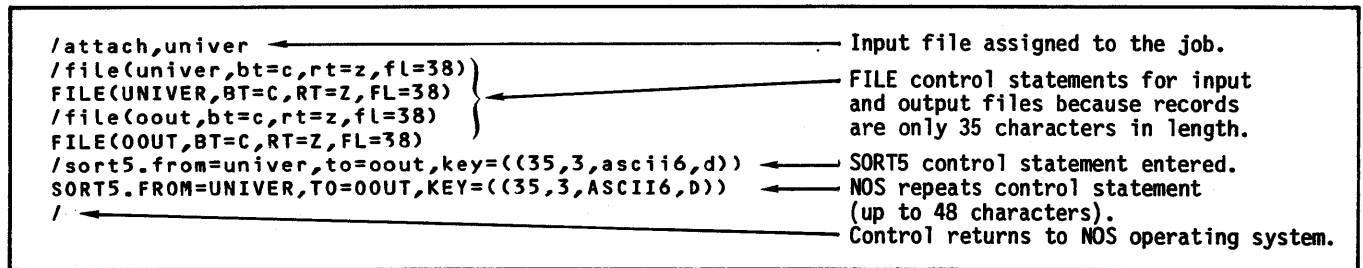 /attach,univer
Input file assigned to the job.
/file(univer,bt=c,rt=z,fl=38)
FILE(UNIVER,BT=C,RT=Z,FL=38)
/file(oout,bt=c,rt=z,fl=38)
FILE(OOUT,BT=C,RT=Z,FL=38)
FILE control statements for input
and output files because records
are only 35 characters in length.
/sort5.from=univer,to=oout,key=((35,3,ascii6,d))
SORT5 control statement entered.
SORT5.FROM=UNIVER,TO=OOUT,KEY=((35,3,ASCII6,D))
NOS repeats control statement
(up to 48 characters).
/
Control returns to NOS operating system.